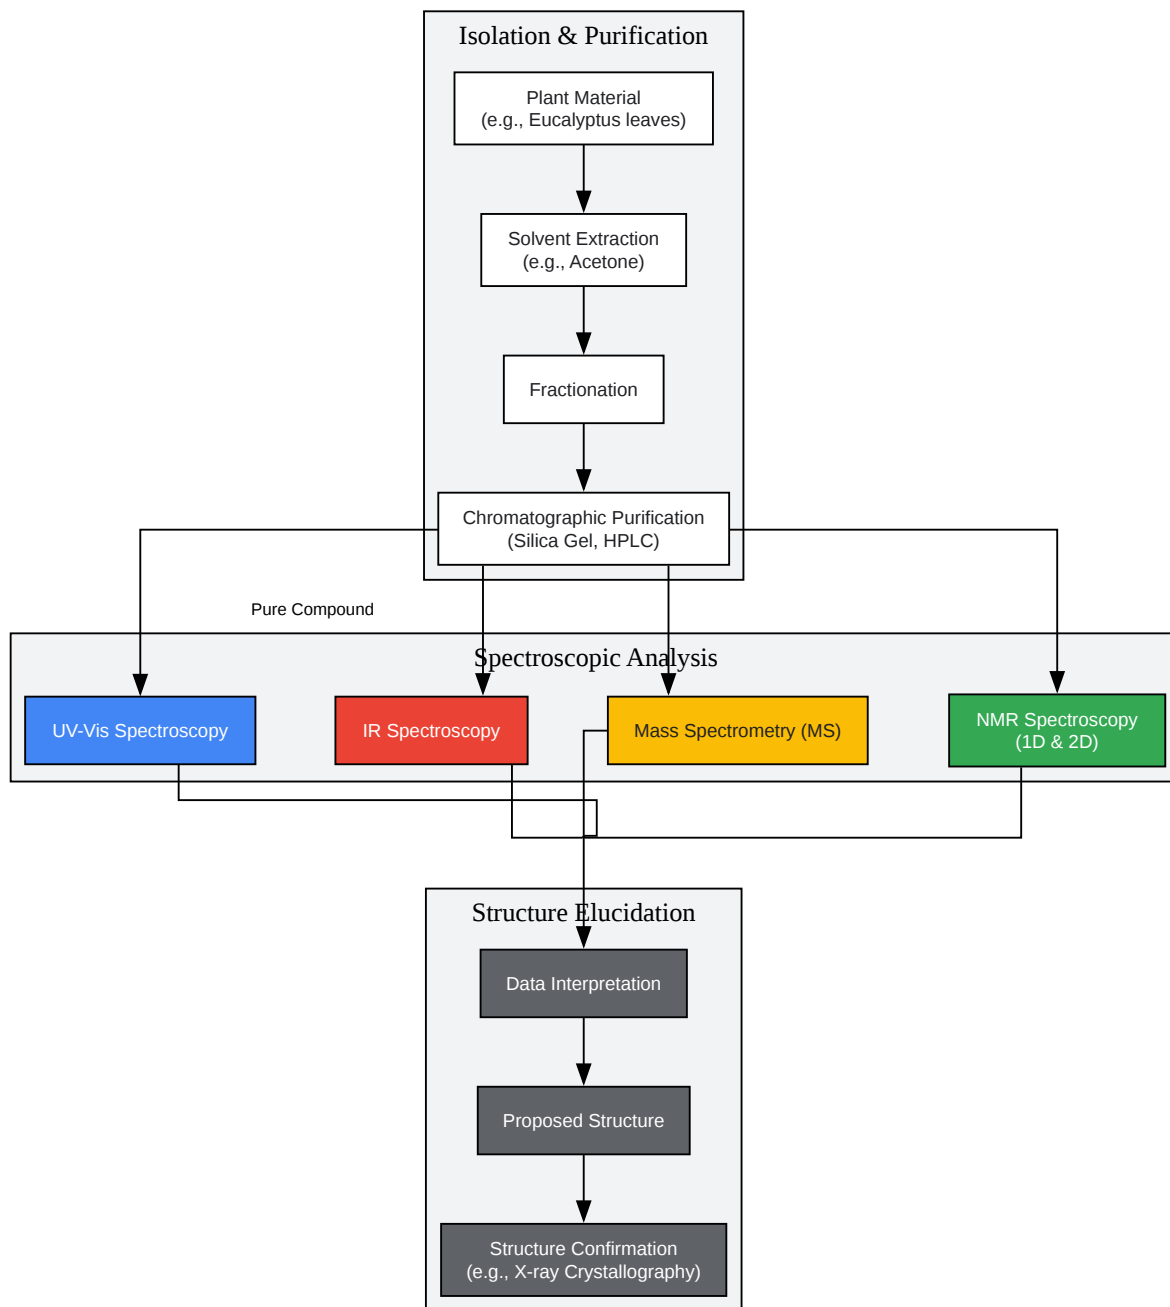 Isolation & Purification
Plant Material
(e.g., Eucalyptus leaves)
Solvent Extraction
(e.g., Acetone)
Fractionation
Chromatographic Purification
(Silica Gel, HPLC)
Pure Compound
Spectroscopic Analysis
UV-Vis Spectroscopy
IR Spectroscopy
Mass Spectrometry (MS)
NMR Spectroscopy
(1D & 2D)
Structure Elucidation
Data Interpretation
Proposed Structure
Structure Confirmation
(e.g., X-ray Crystallography)